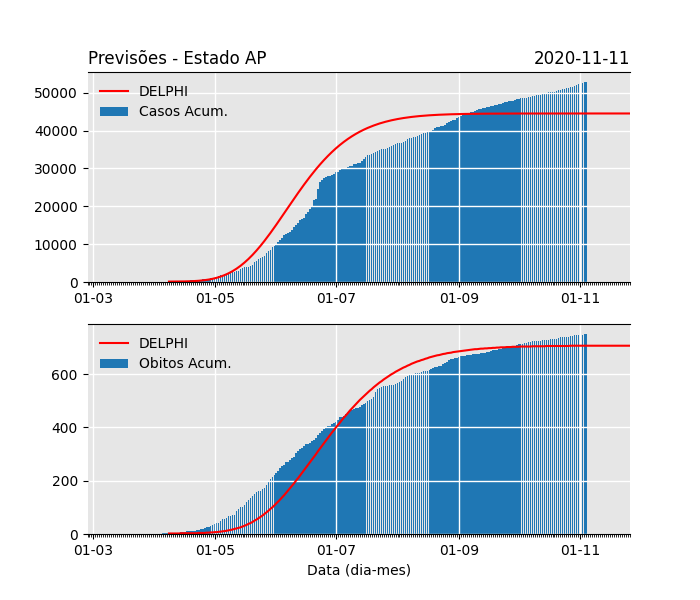 Previsões - Estado AP 2020-11-11
DELPHI
Casos Acum.
50000
40000
30000
20000
10000
0
01-03 01-05 01-07 01-09 01-11
DELPHI
Obitos Acum.
600
400
200
0
01-03 01-05 01-07 01-09 01-11
Data (dia-mes)